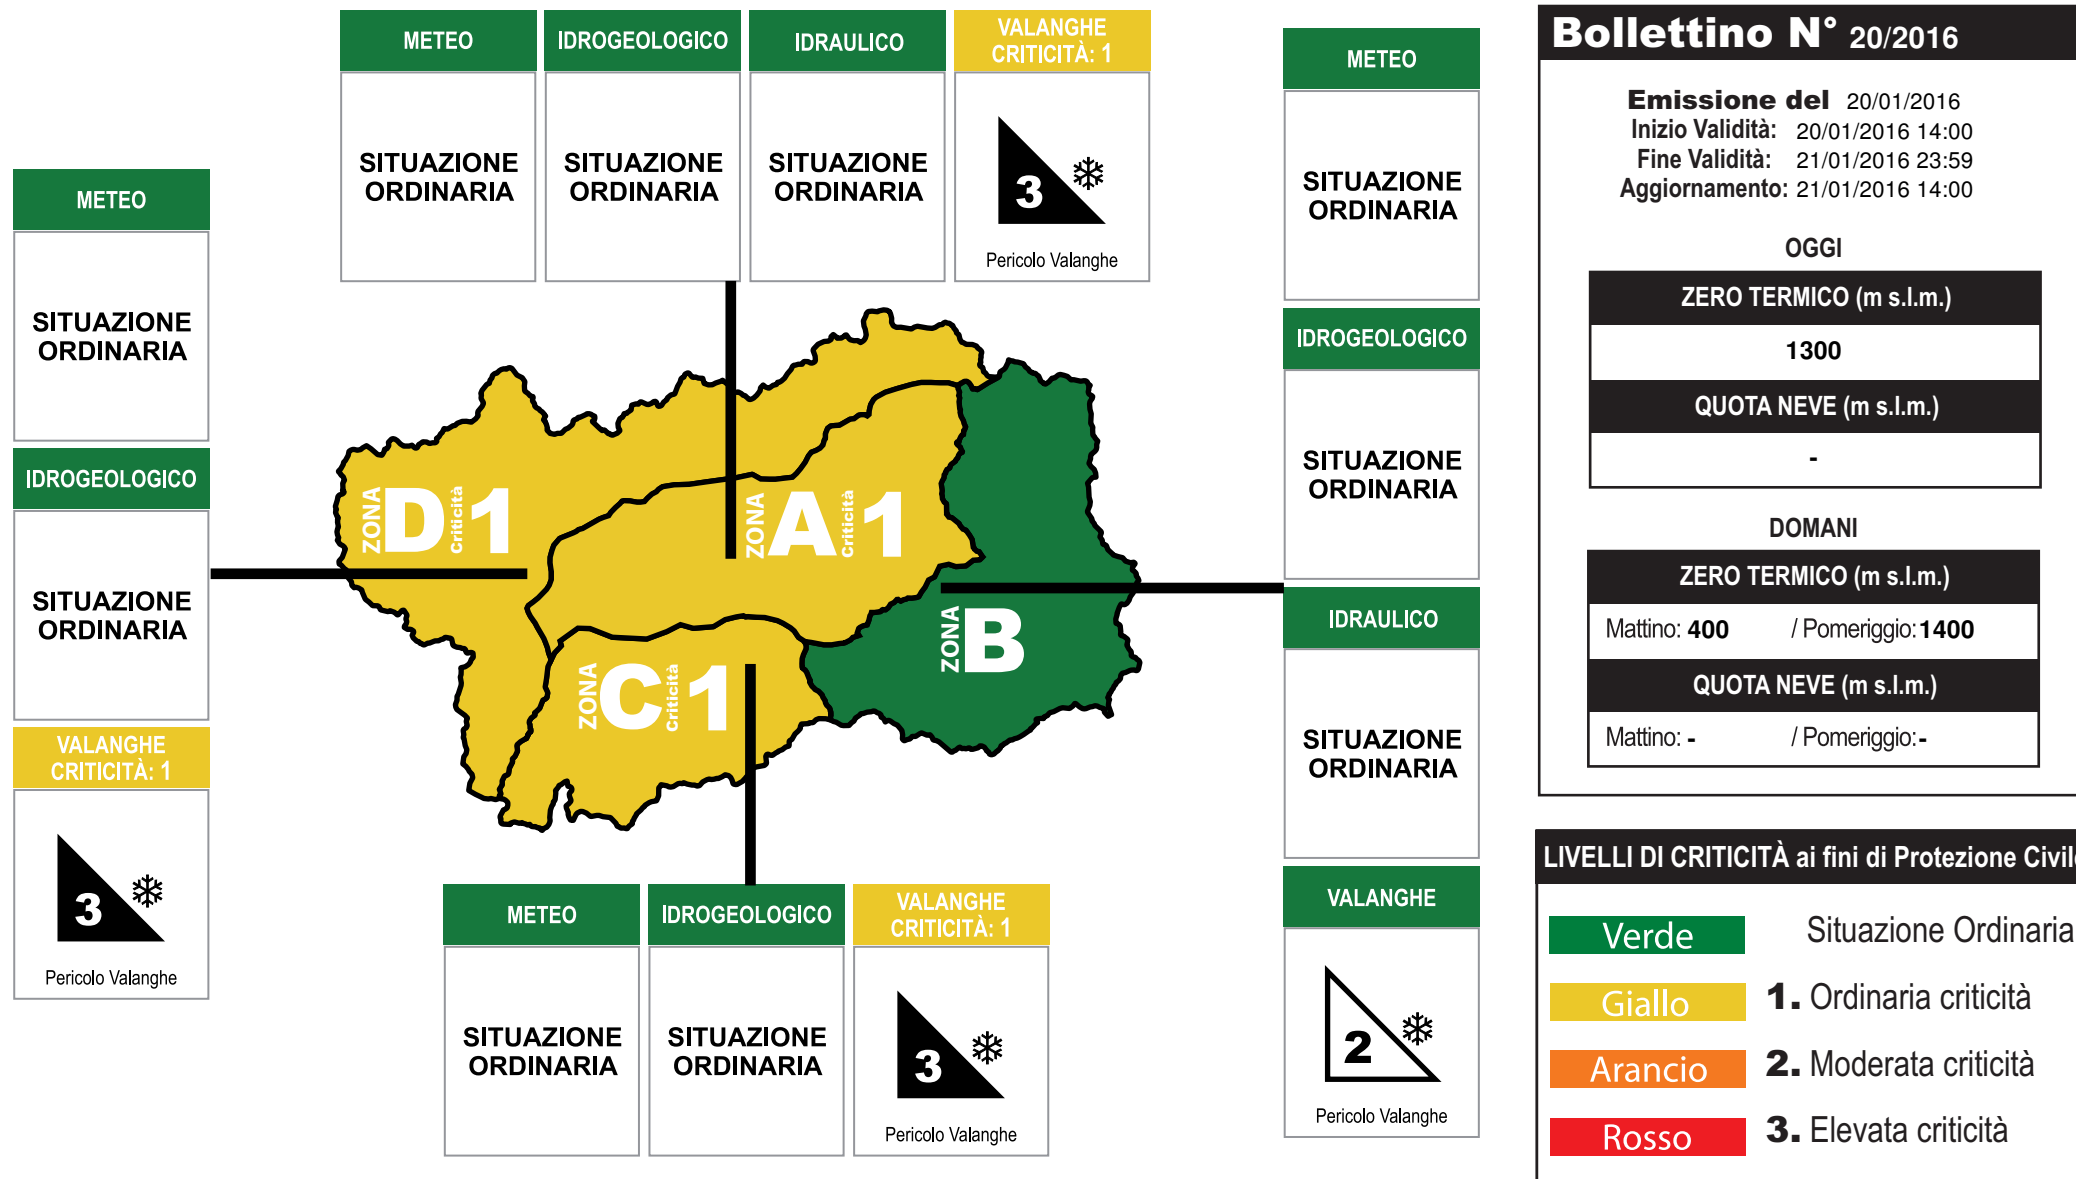 METEO
SITUAZIONE
ORDINARIA
IDROGEOLOGICO
SITUAZIONE
ORDINARIA
VALANGHE
CRITICITÀ: 1
3
Pericolo Valanghe
METEO
SITUAZIONE
ORDINARIA
IDROGEOLOGICO
SITUAZIONE
ORDINARIA
IDRAULICO
SITUAZIONE
ORDINARIA
VALANGHE
CRITICITÀ: 1
3
Pericolo Valanghe
ZONA D Criticità 1
ZONA A Criticità 1
ZONA B
ZONA C Criticità 1
METEO
SITUAZIONE
ORDINARIA
IDROGEOLOGICO
SITUAZIONE
ORDINARIA
VALANGHE
CRITICITÀ: 1
3
Pericolo Valanghe
METEO
SITUAZIONE
ORDINARIA
IDROGEOLOGICO
SITUAZIONE
ORDINARIA
IDRAULICO
SITUAZIONE
ORDINARIA
VALANGHE
2
Pericolo Valanghe
Bollettino N° 20/2016
Emissione del 20/01/2016
Inizio Validità: 20/01/2016 14:00
Fine Validità: 21/01/2016 23:59
Aggiornamento: 21/01/2016 14:00
OGGI
ZERO TERMICO (m s.l.m.)
1300
QUOTA NEVE (m s.l.m.)
-
DOMANI
ZERO TERMICO (m s.l.m.)
Mattino: 400 / Pomeriggio: 1400
QUOTA NEVE (m s.l.m.)
Mattino: - / Pomeriggio: -
LIVELLI DI CRITICITÀ ai fini di Protezione Civile
Verde Situazione Ordinaria
Giallo 1. Ordinaria criticità
Arancio 2. Moderata criticità
Rosso 3. Elevata criticità